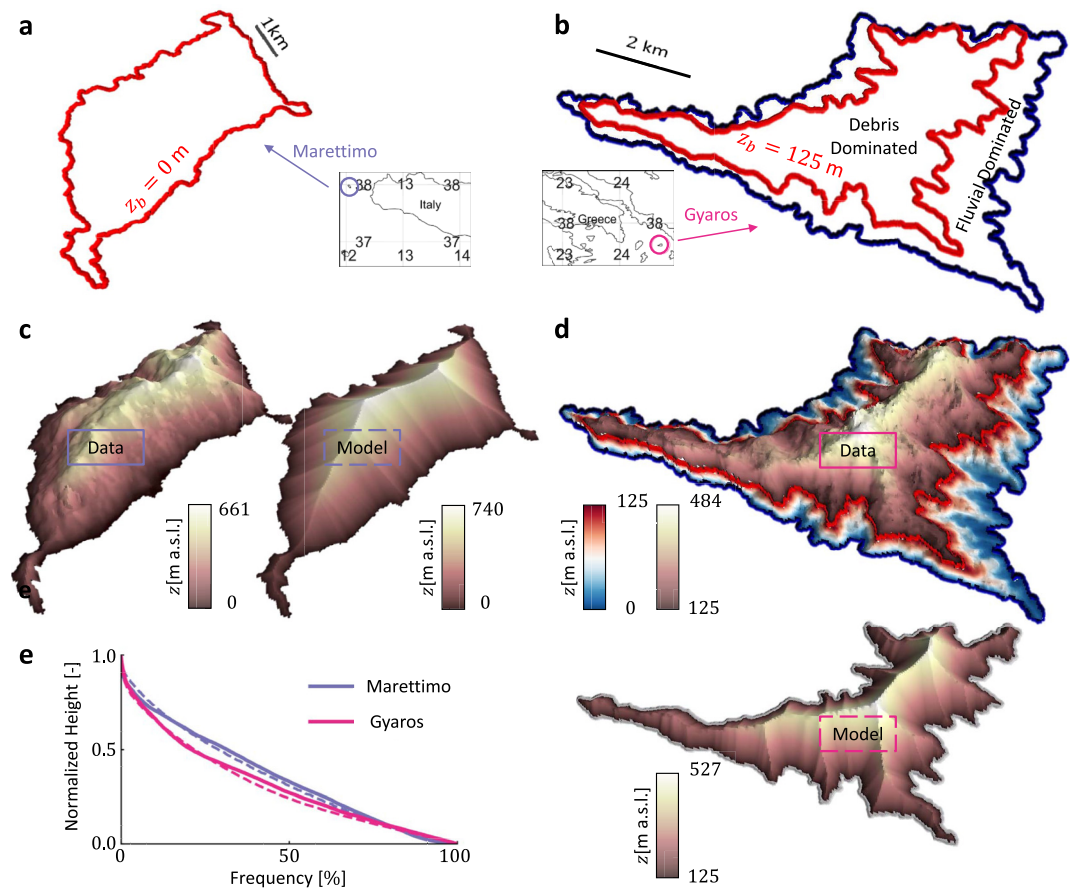 a
1km
z_b = 0 m
Marettimo
38 13 38
Italy
37 37
12 13 14
b
2 km
Debris
Dominated
z_b = 125 m
Fluvial Dominated
23 24
Greece
38 38
23 24
Gyaros
c
Data
Model
661
z[m a.s.l.]
0
740
z[m a.s.l.]
0
e
d
Data
125 484
z[m a.s.l.]
0 125
Model
527
z[m a.s.l.]
125
e
1.0
0.5
0.0
Normalized Height [-]
Marettimo
Gyaros
0 50 100
Frequency [%]